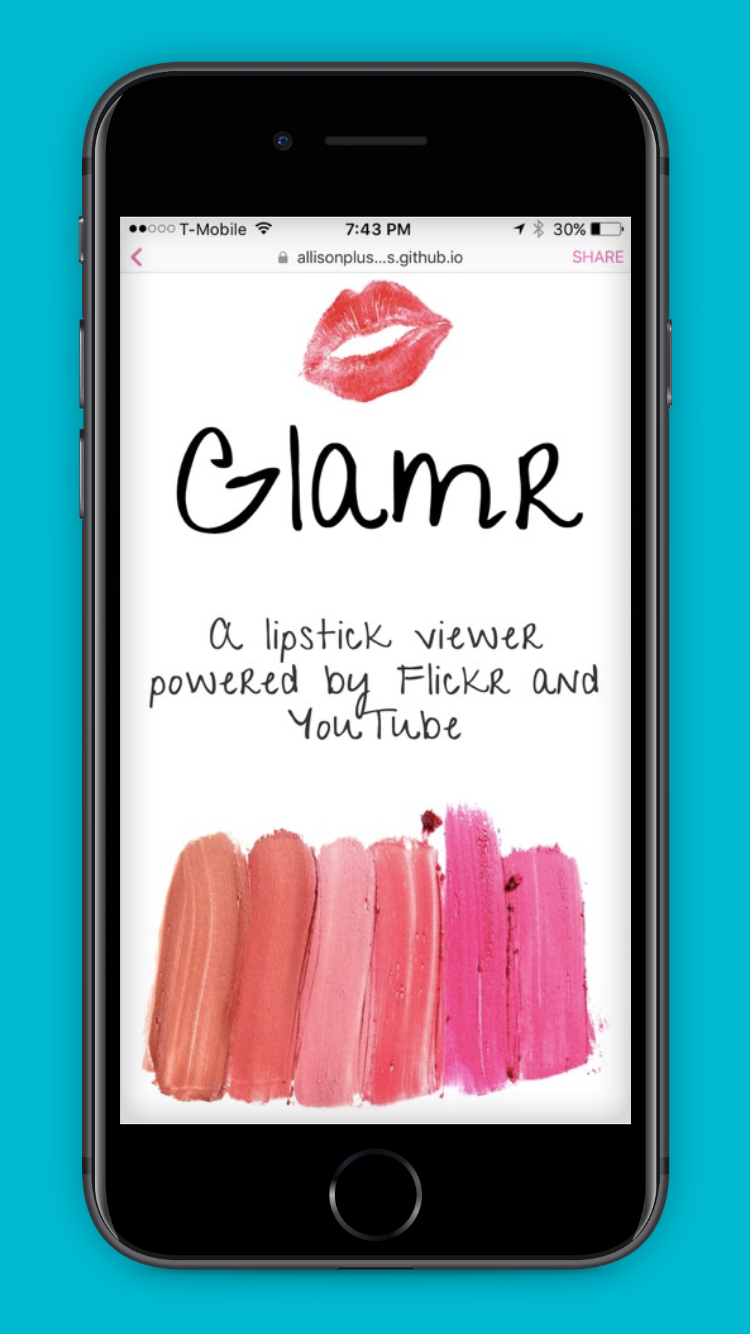 T-Mobile 7:43 PM 30%
allisonplus...s.github.io SHARE
GlamR
A lipstick viewer
powered by Flickr and
YouTube